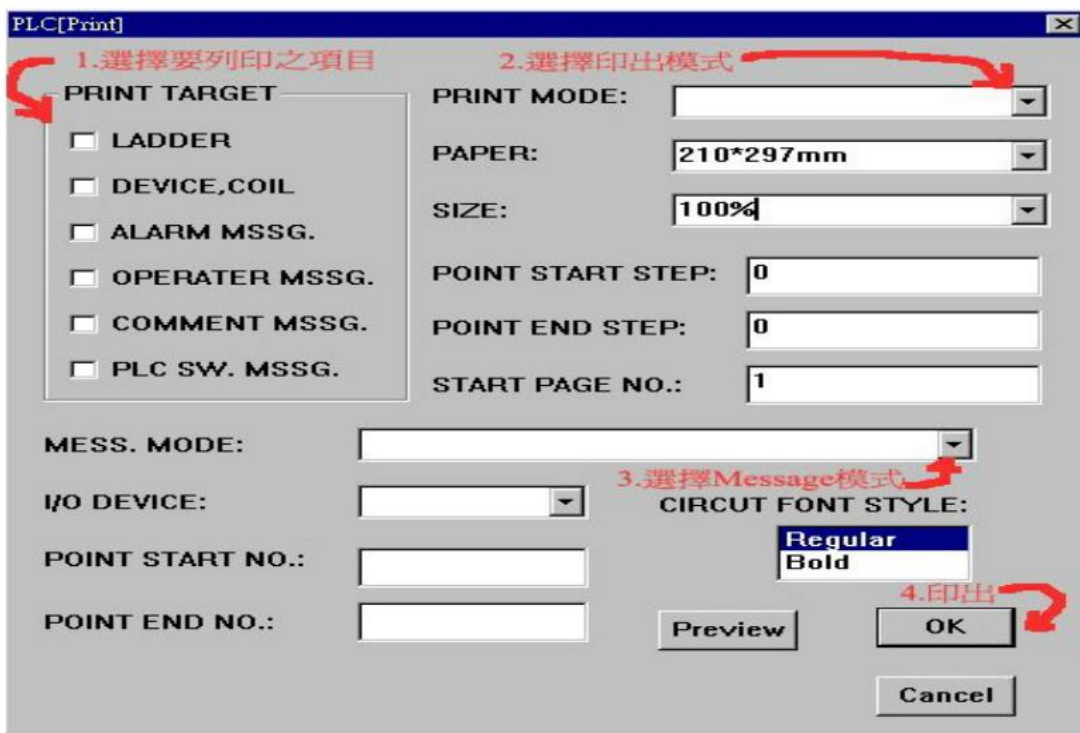 PLC[Print]
1.選擇要列印之項目
2.選擇印出模式
PRINT TARGET
LADDER
DEVICE,COIL
ALARM MSSG.
OPERATER MSSG.
COMMENT MSSG.
PLC SW. MSSG.
PRINT MODE:
PAPER: 210*297mm
SIZE: 100%
POINT START STEP: 0
POINT END STEP: 0
START PAGE NO.: 1
MESS. MODE:
3.選擇Message模式
I/O DEVICE:
CIRCUT FONT STYLE:
Regular
Bold
POINT START NO.:
POINT END NO.:
4.印出
Preview
OK
Cancel